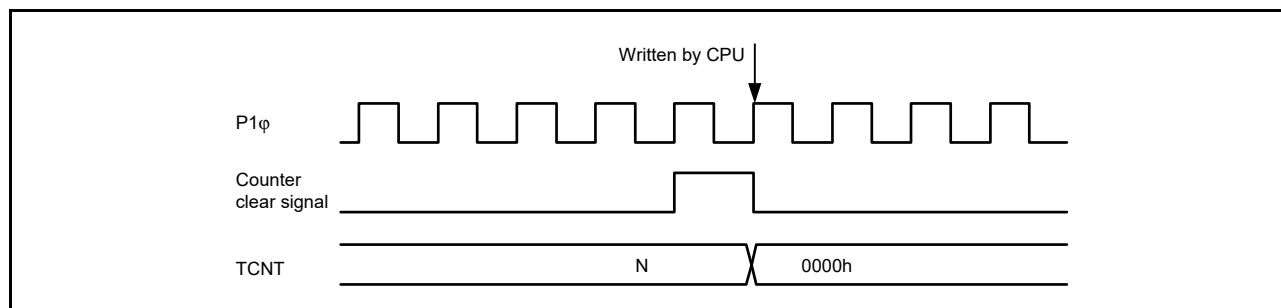 Written by CPU
P1φ
Counter
clear signal
TCNT
N
0000h